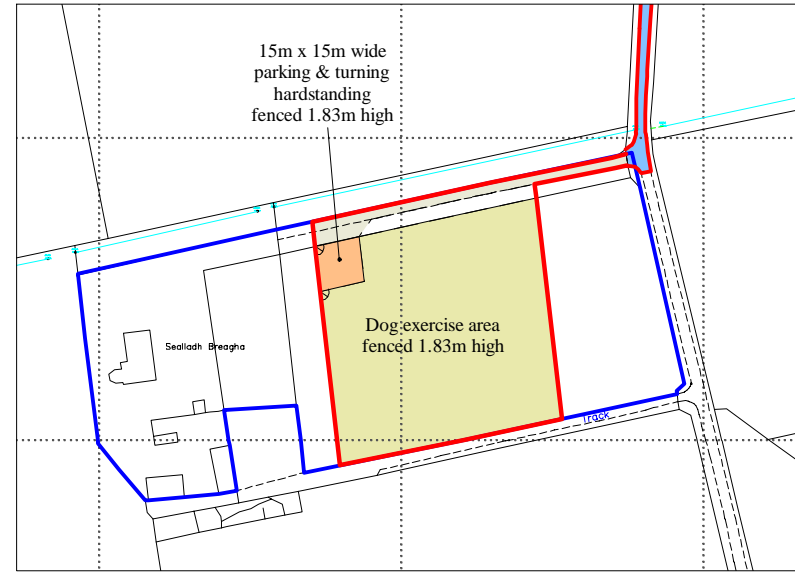 15m x 15m wide
parking & turning
hardstanding
fenced 1.83m high
Sealladh Breagha
Dog exercise area
fenced 1.83m high
Track